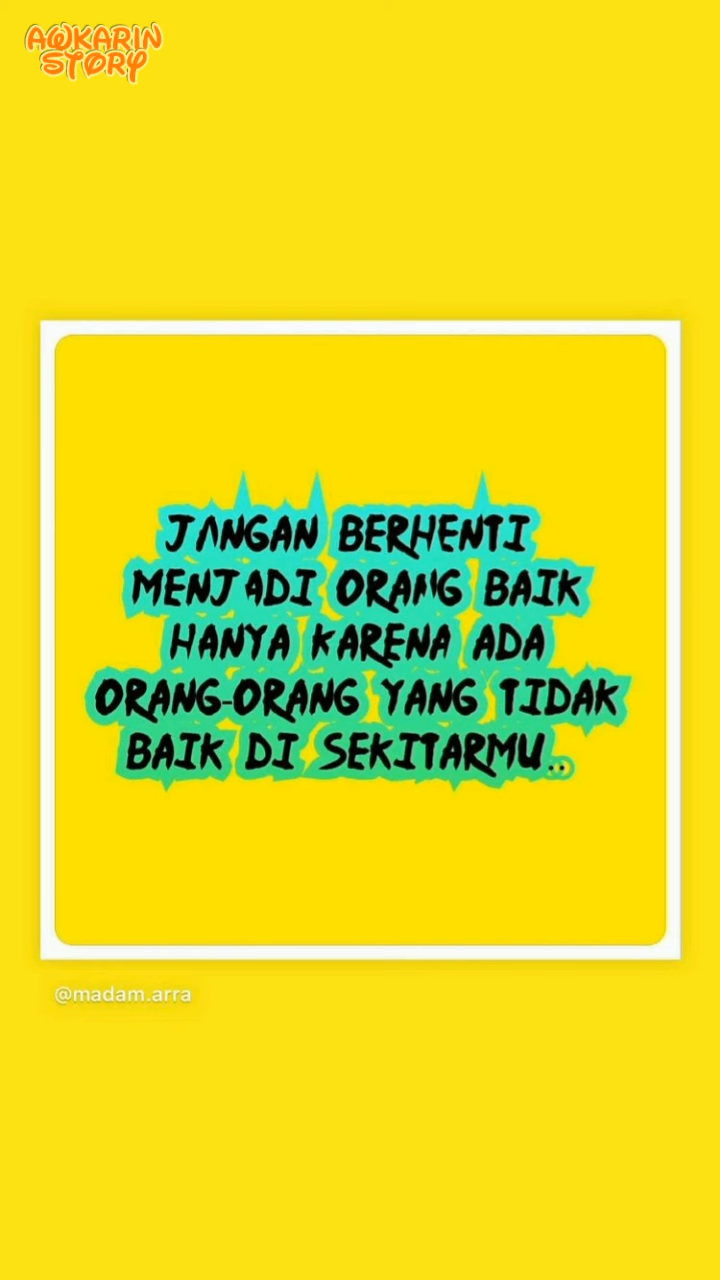 AWKARIN
STORY
JANGAN BERHENTI
MENJADI ORANG BAIK
HANYA KARENA ADA
ORANG-ORANG YANG TIDAK
BAIK DI SEKITARMU..
@madam.arra